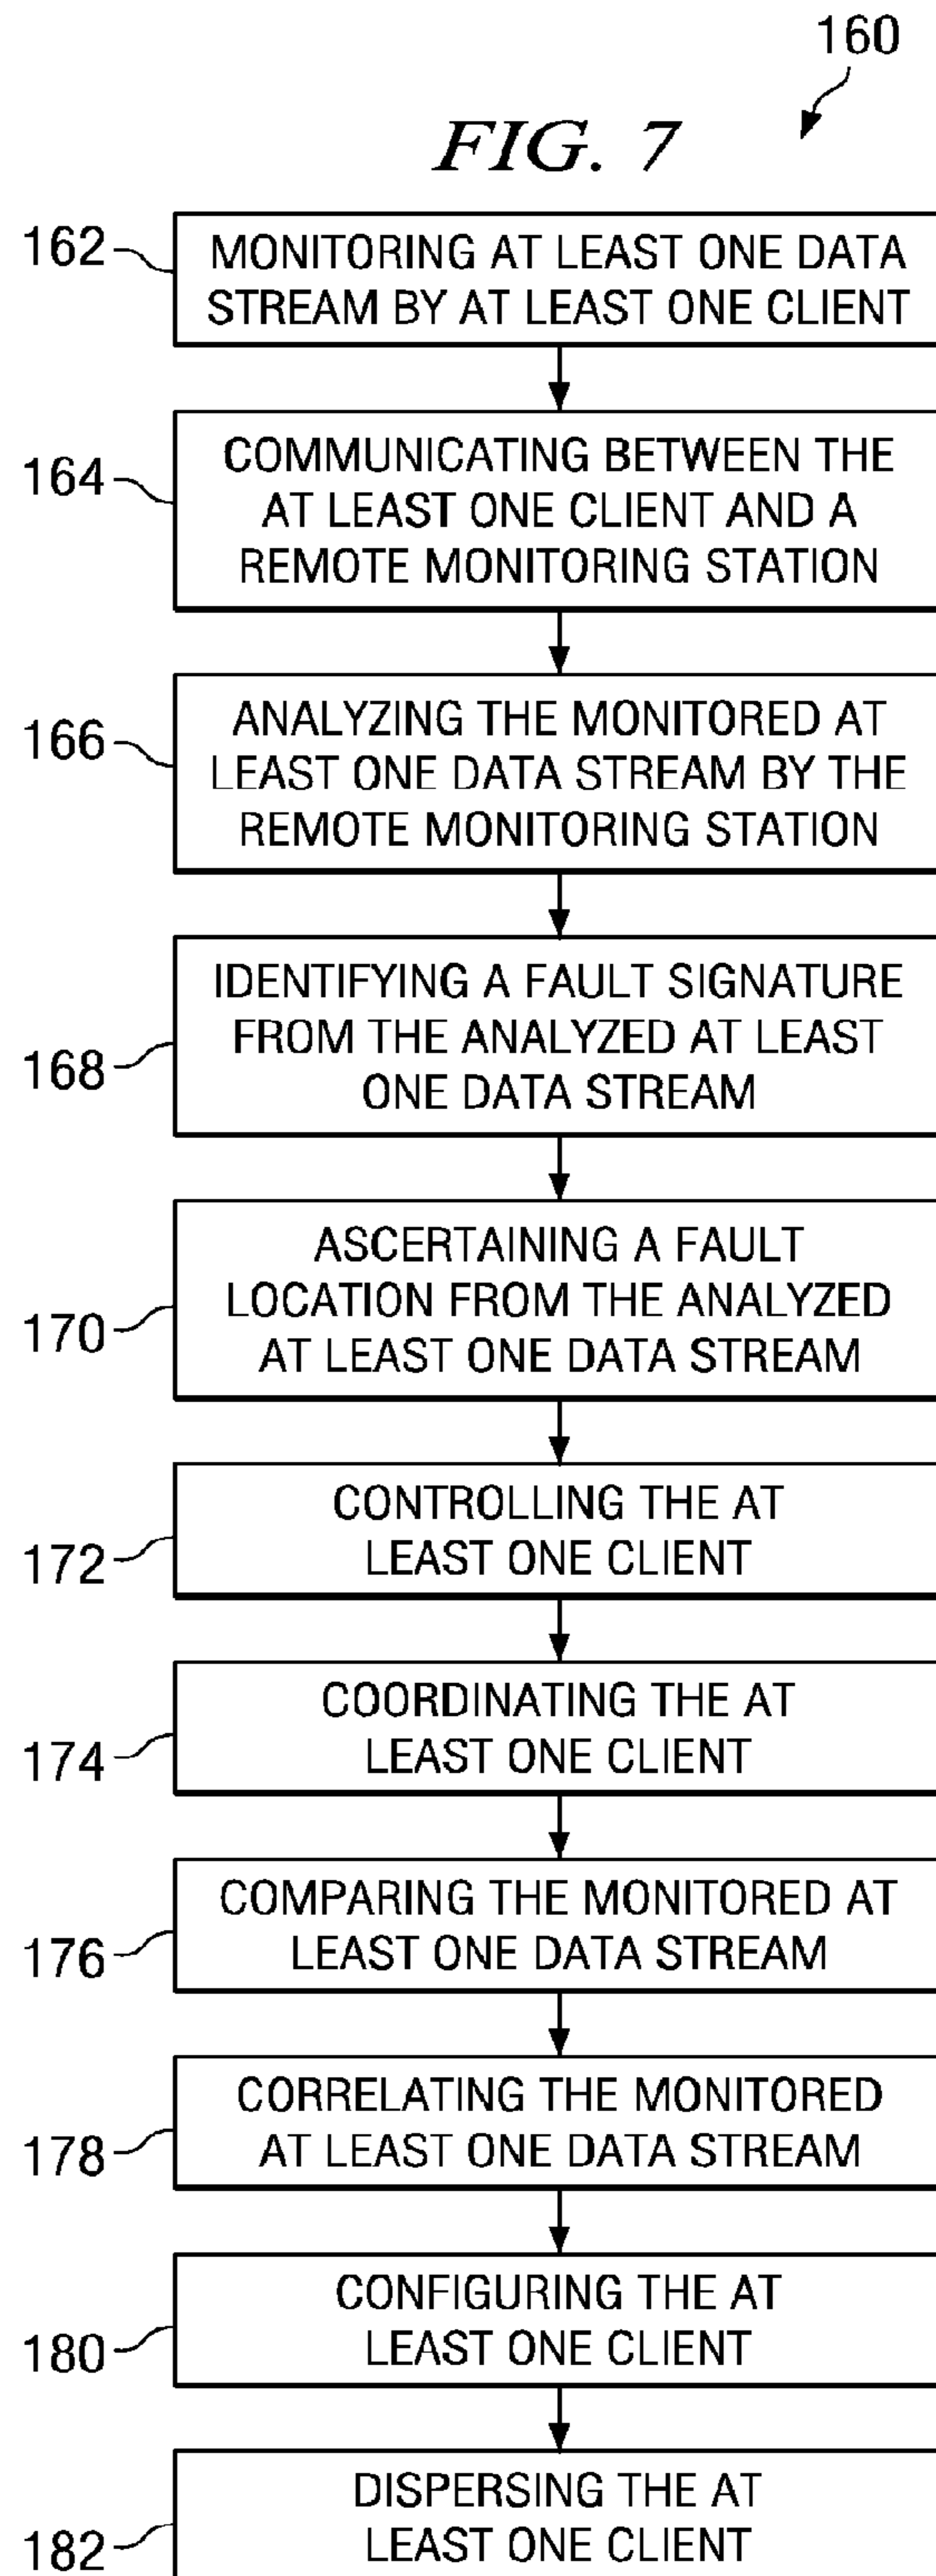 160
FIG. 7
162
MONITORING AT LEAST ONE DATA
STREAM BY AT LEAST ONE CLIENT
164
COMMUNICATING BETWEEN THE
AT LEAST ONE CLIENT AND A
REMOTE MONITORING STATION
166
ANALYZING THE MONITORED AT
LEAST ONE DATA STREAM BY THE
REMOTE MONITORING STATION
168
IDENTIFYING A FAULT SIGNATURE
FROM THE ANALYZED AT LEAST
ONE DATA STREAM
170
ASCERTAINING A FAULT
LOCATION FROM THE ANALYZED
AT LEAST ONE DATA STREAM
172
CONTROLLING THE AT
LEAST ONE CLIENT
174
COORDINATING THE AT
LEAST ONE CLIENT
176
COMPARING THE MONITORED AT
LEAST ONE DATA STREAM
178
CORRELATING THE MONITORED
AT LEAST ONE DATA STREAM
180
CONFIGURING THE AT
LEAST ONE CLIENT
182
DISPERSING THE AT
LEAST ONE CLIENT